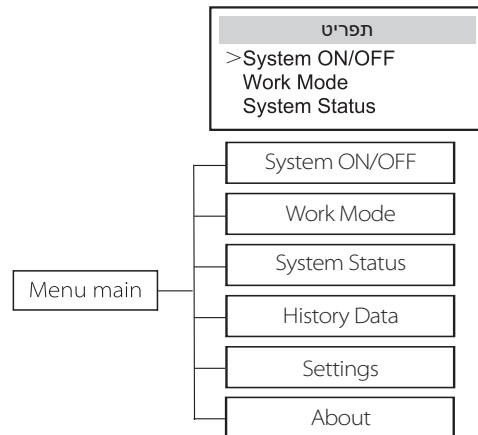 תפריט
>System ON/OFF
Work Mode
System Status
System ON/OFF
Work Mode
System Status
Menu main
History Data
Settings
About